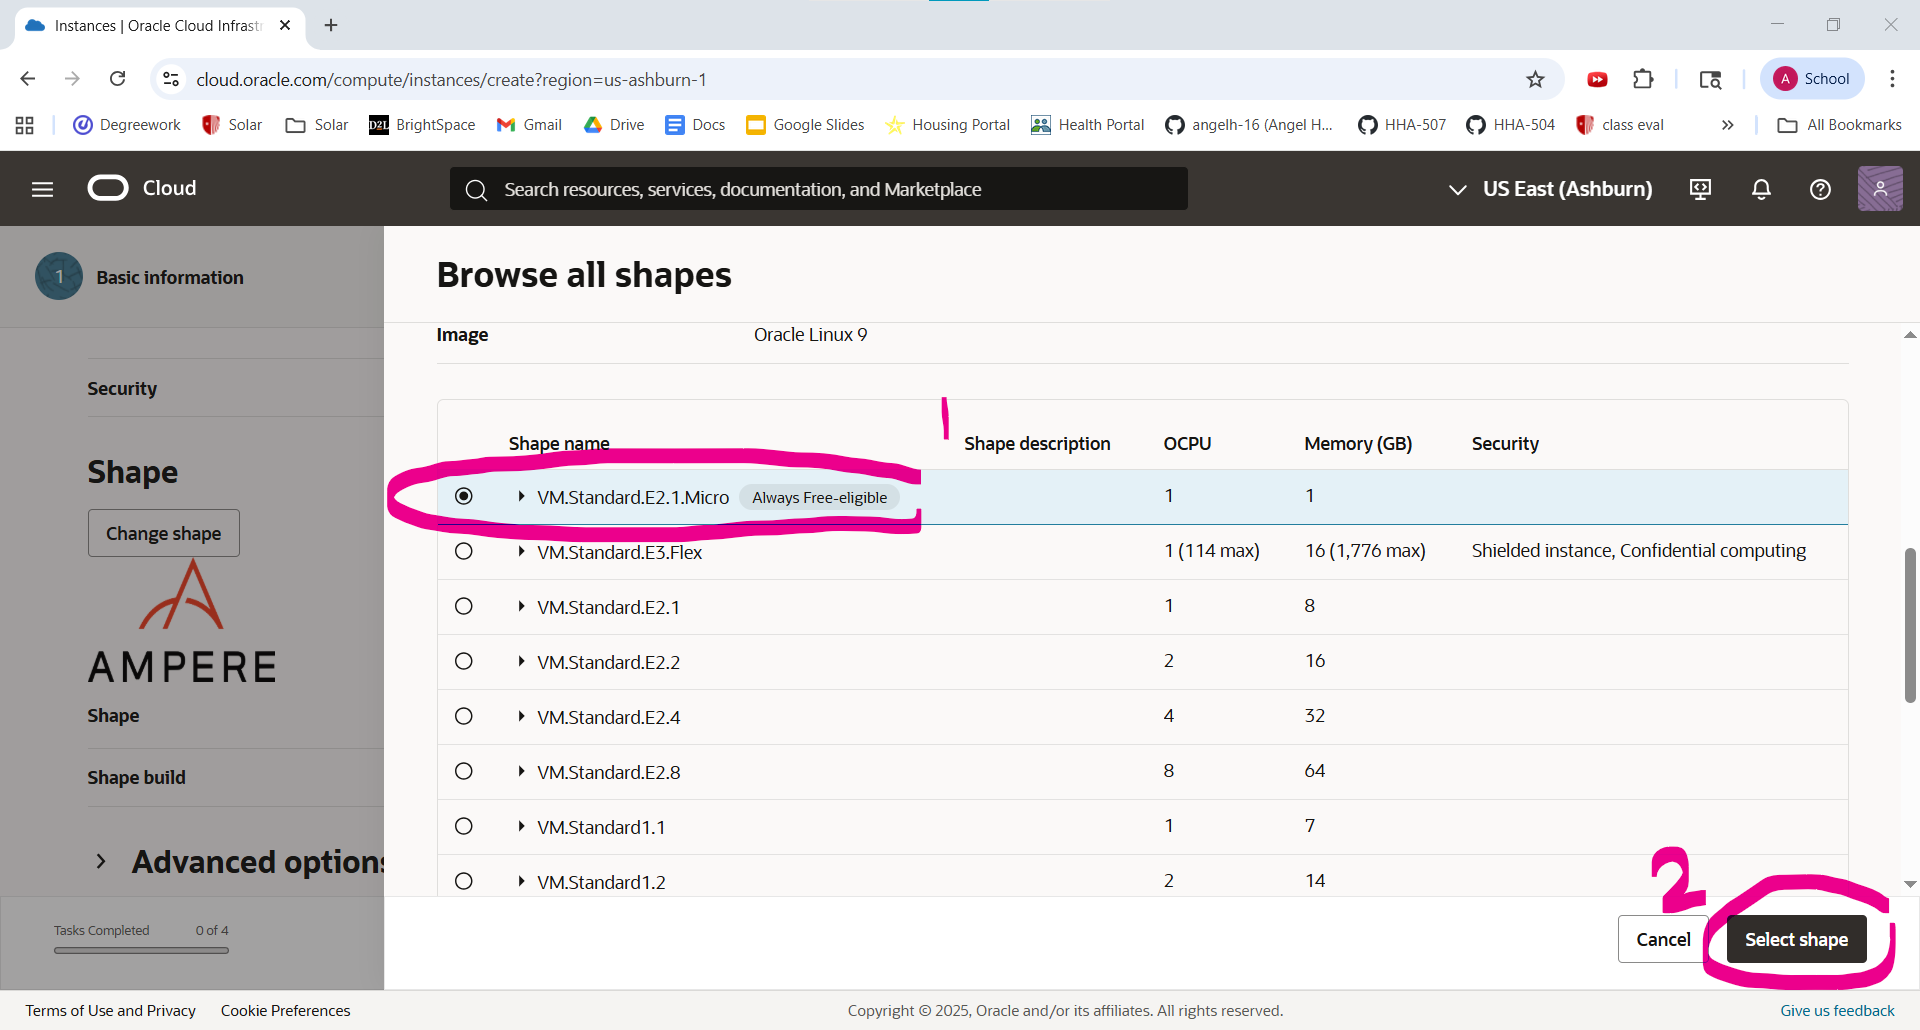 Instances | Oracle Cloud Infrast
cloud.oracle.com/compute/instances/create?region=us-ashburn-1
A School
Degreework Solar Solar D2L BrightSpace Gmail Drive Docs Google Slides Housing Portal Health Portal angelh-16 (Angel H... HHA-507 HHA-504 class eval All Bookmarks
Cloud
Search resources, services, documentation, and Marketplace
US East (Ashburn)
1 Basic information
Security
Shape
Change shape
AMPERE
Shape
Shape build
Advanced options
Tasks Completed 0 of 4
Browse all shapes
Image Oracle Linux 9
1
Shape name Shape description OCPU Memory (GB) Security
VM.Standard.E2.1.Micro Always Free-eligible 1 1
VM.Standard.E3.Flex 1 (114 max) 16 (1,776 max) Shielded instance, Confidential computing
VM.Standard.E2.1 1 8
VM.Standard.E2.2 2 16
VM.Standard.E2.4 4 32
VM.Standard.E2.8 8 64
VM.Standard1.1 1 7
VM.Standard1.2 2 14
2
Cancel Select shape
Terms of Use and Privacy Cookie Preferences Copyright © 2025, Oracle and/or its affiliates. All rights reserved. Give us feedback